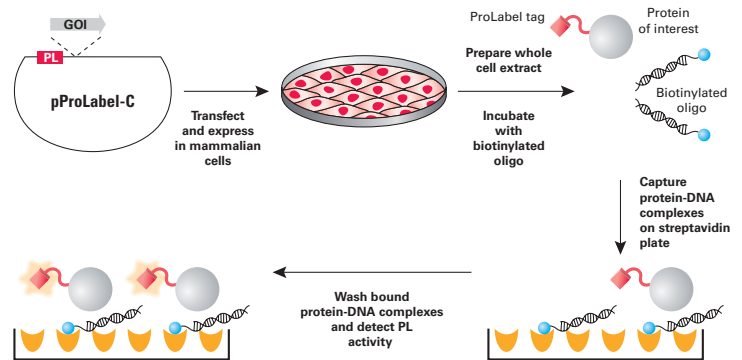 GOI
PL
pProLabel-C
Transfect
and express
in mammalian
cells
Prepare whole
cell extract
Incubate
with
biotinylated
oligo
ProLabel tag
Protein
of interest
Biotinylated
oligo
Capture
protein-DNA
complexes
on streptavidin
plate
Wash bound
protein-DNA complexes
and detect PL
activity